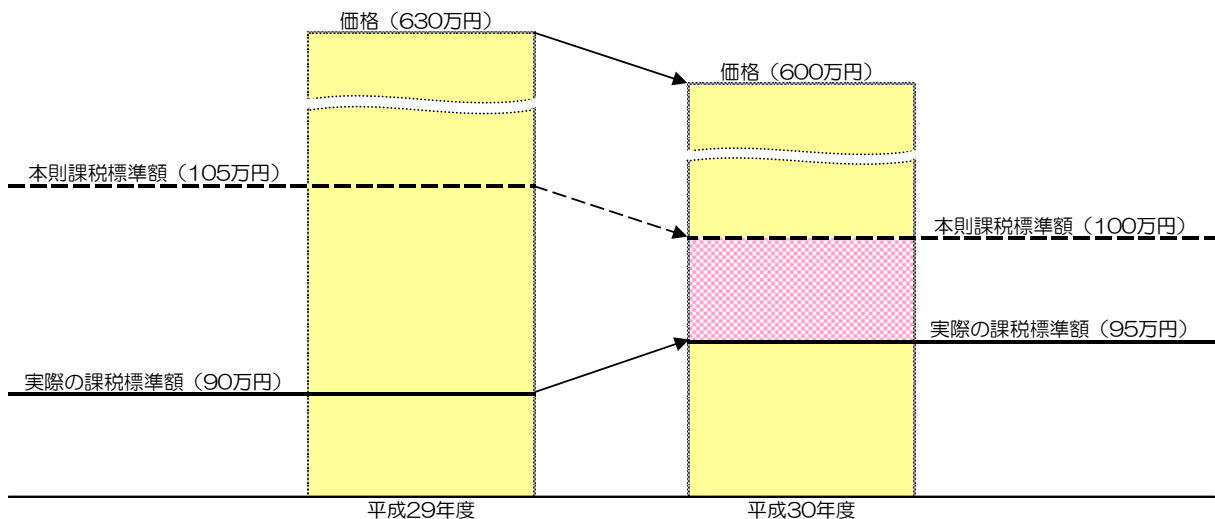 価格（630万円）
価格（600万円）
本則課税標準額（105万円）
本則課税標準額（100万円）
実際の課税標準額（95万円）
実際の課税標準額（90万円）
平成29年度
平成30年度